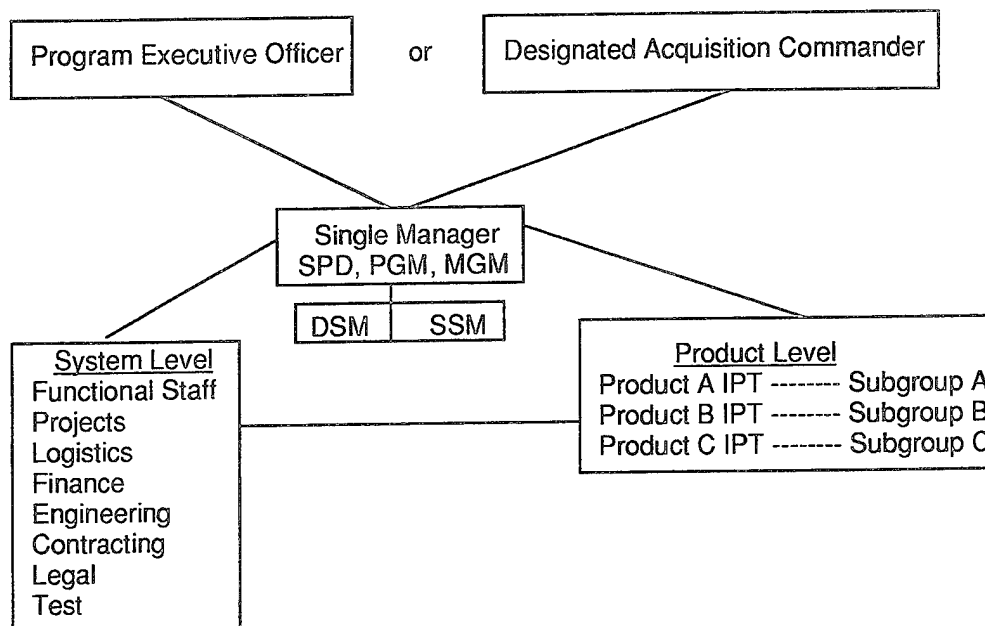 Program Executive Officer or Designated Acquisition Commander
Single Manager
SPD, PGM, MGM
DSM SSM
System Level
Functional Staff
Projects
Logistics
Finance
Engineering
Contracting
Legal
Test
Product Level
Product A IPT -------- Subgroup A
Product B IPT -------- Subgroup B
Product C IPT -------- Subgroup C